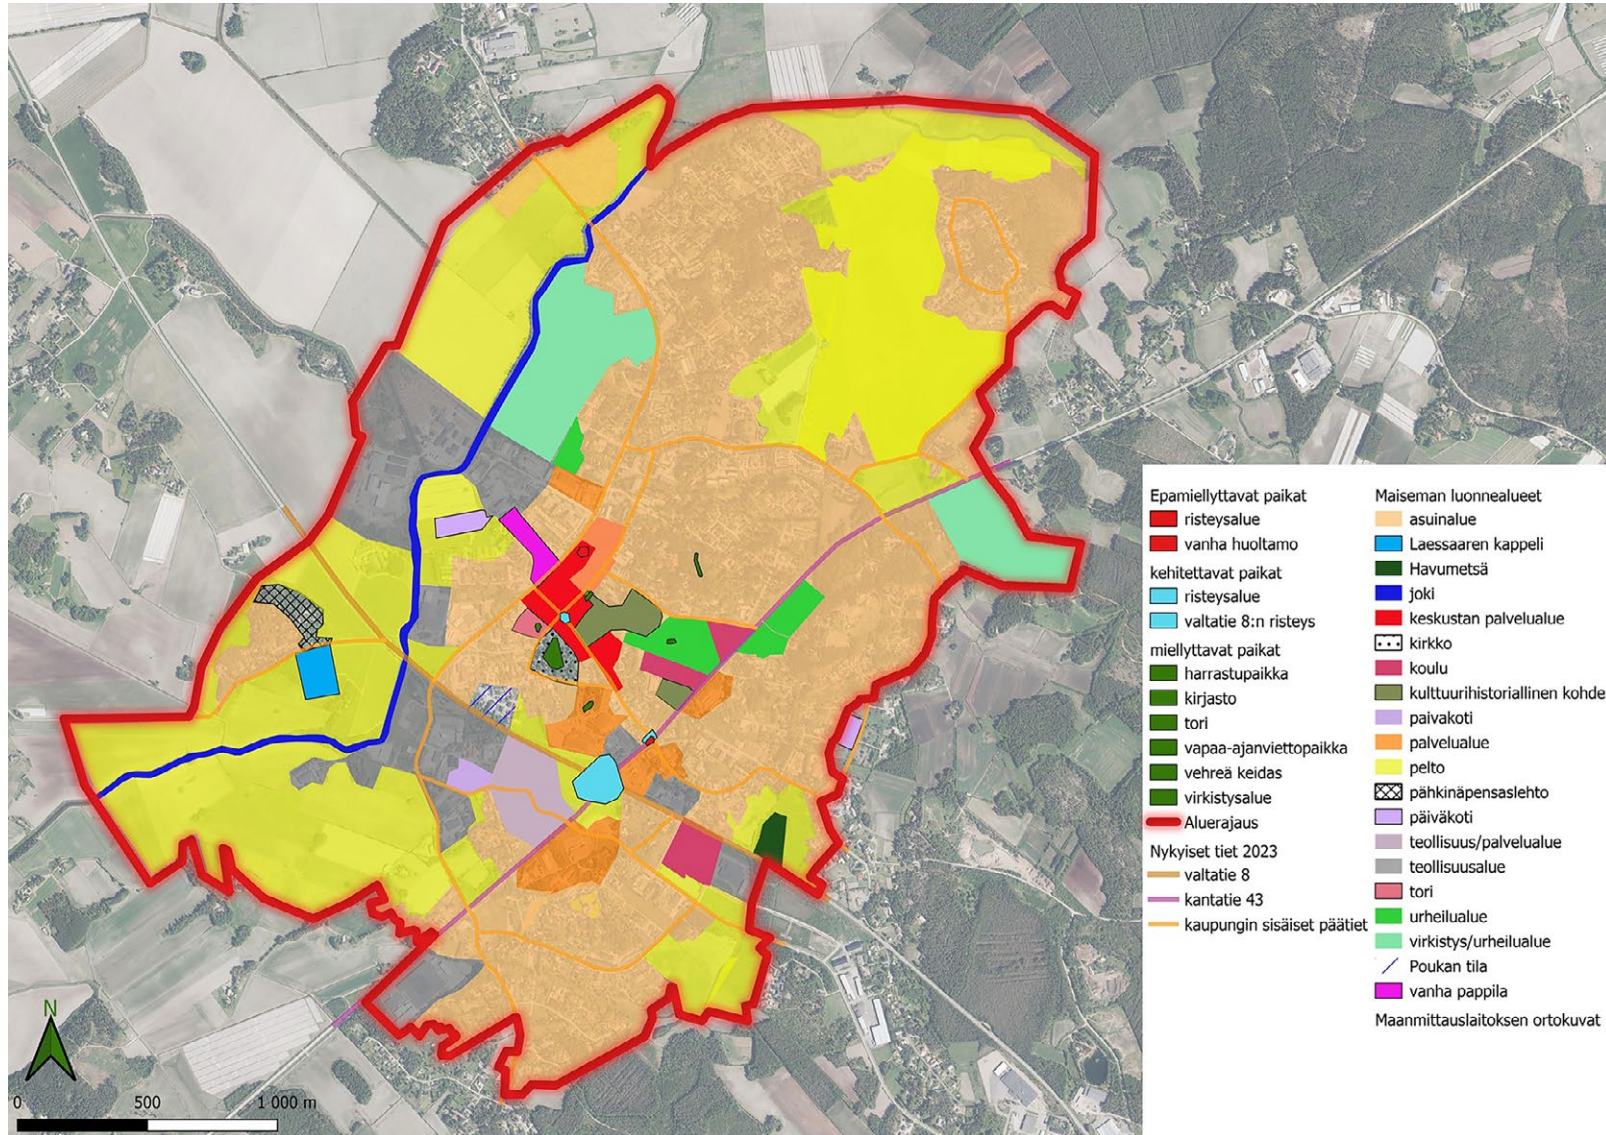 Epamiellyttavat paikat
risteysalue
vanha huoltamo
kehitettavat paikat
risteysalue
valtatie 8:n risteys
miellyttavat paikat
harrastupaikka
kirjasto
tori
vapaa-ajanviettopaikka
vehreä keidas
virkistysalue
Aluerajaus
Nykyiset tiet 2023
valtatie 8
kantatie 43
kaupungin sisäiset päätiet
Maiseman luonnealueet
asuinalue
Laessaaren kappeli
Havumetsä
joki
keskustan palvelualue
kirkko
koulu
kulttuurihistoriallinen kohde
paivakoti
palvelualue
pelto
pähkinäpensaslehto
päiväkoti
teollisuus/palvelualue
teollisuusalue
tori
urheilualue
virkistys/urheilualue
Poukan tila
vanha pappila
Maanmittauslaitoksen ortokuvat
N
0 500 1 000 m